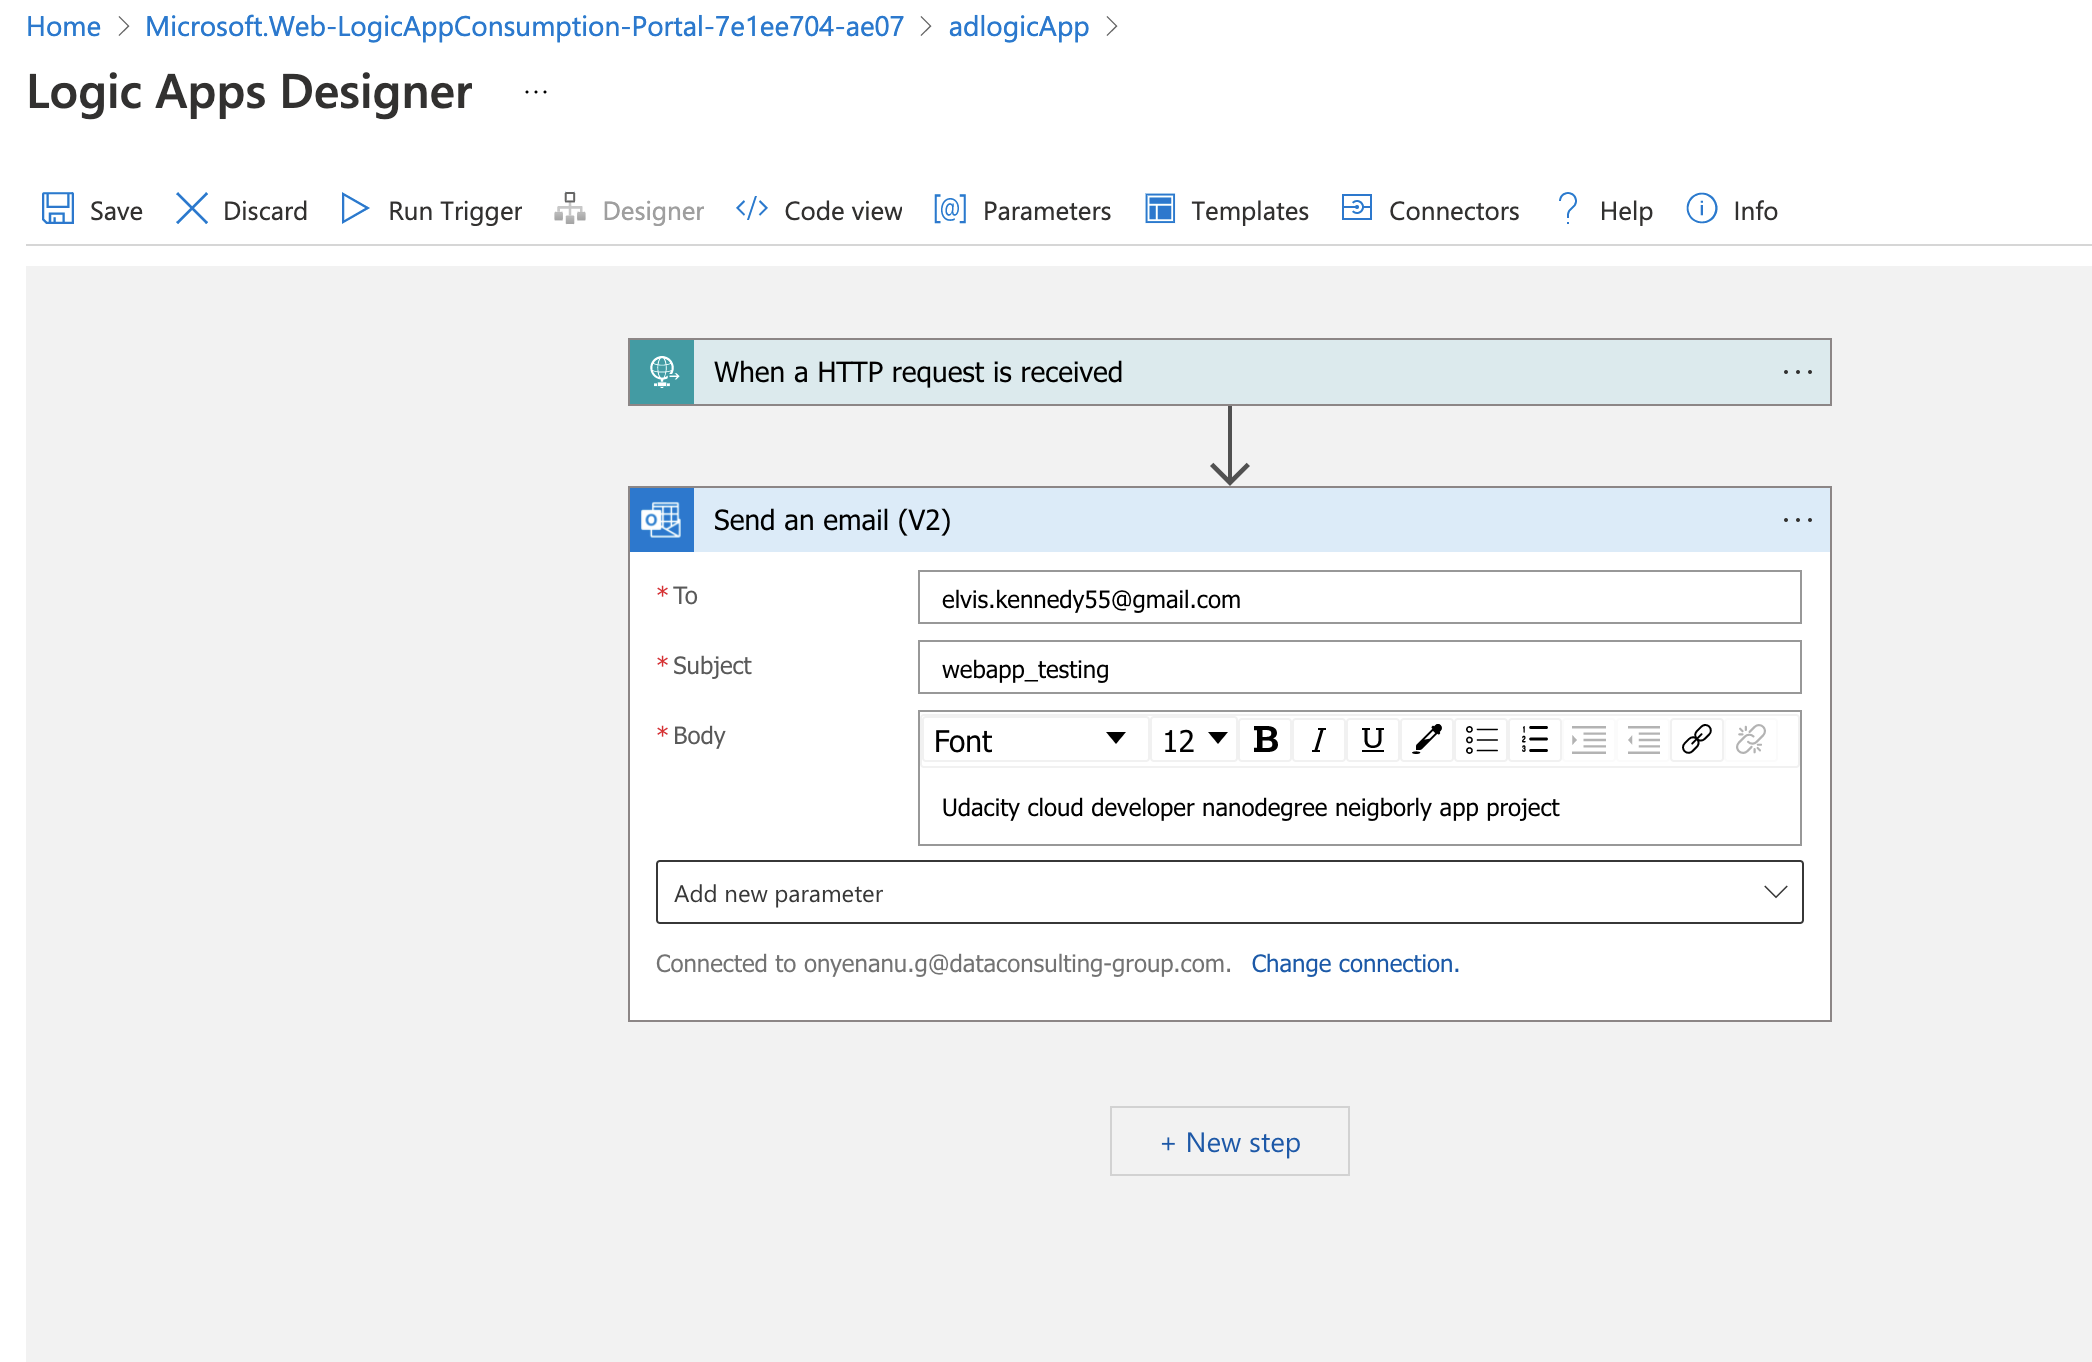 Home > Microsoft.Web-LogicAppConsumption-Portal-7e1ee704-ae07 > adlogicApp >
Logic Apps Designer ...
Save Discard Run Trigger Designer Code view Parameters Templates Connectors Help Info
When a HTTP request is received
Send an email (V2)
* To elvis.kennedy55@gmail.com
* Subject webapp_testing
* Body Font 12 B I U
Udacity cloud developer nanodegree neigborly app project
Add new parameter
Connected to onyenanu.g@dataconsulting-group.com. Change connection.
+ New step